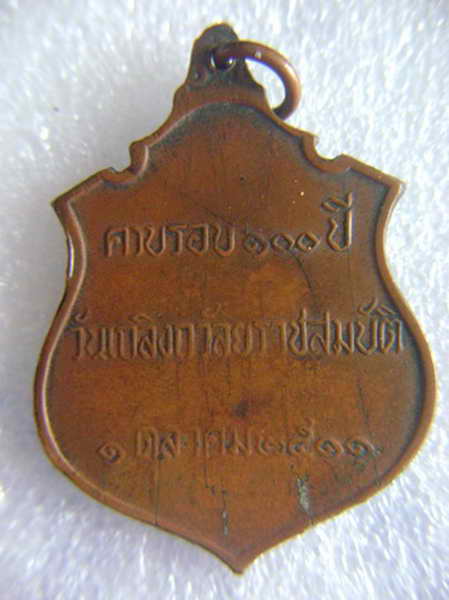 คาบรอบ ๑๐๐ ปี
วันเถลิงถวัลยราชสมบัติ
๑ ตุลาคม ๒๕๑๑